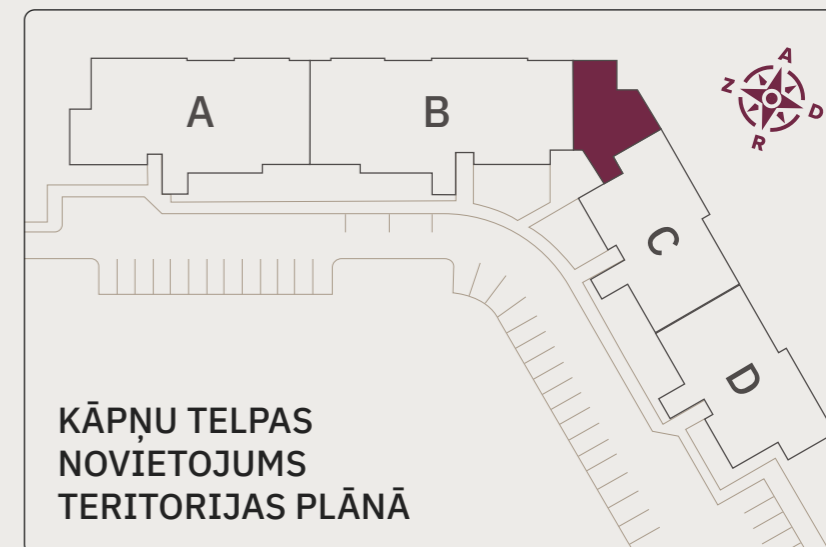 A
B
A
Z
D
R
C
D
KĀPŅU TELPAS
NOVIETOJUMS
TERITORIJAS PLĀNĀ